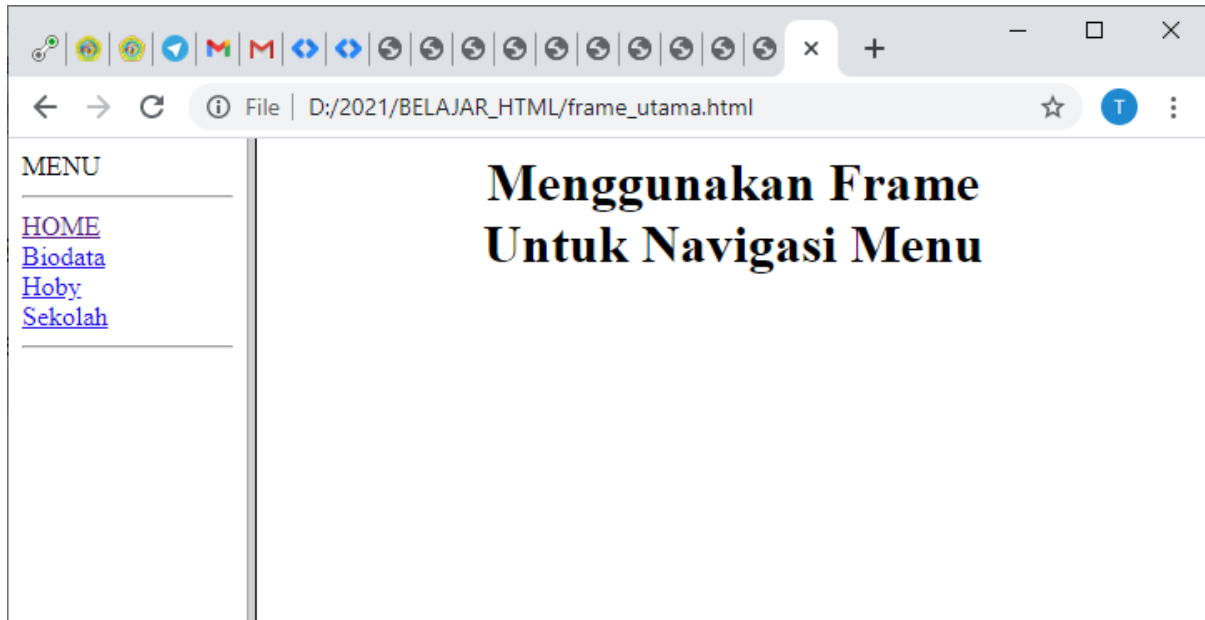 File D:/2021/BELAJAR_HTML/frame_utama.html
T
MENU
HOME
Biodata
Hoby
Sekolah
Menggunakan Frame
Untuk Navigasi Menu